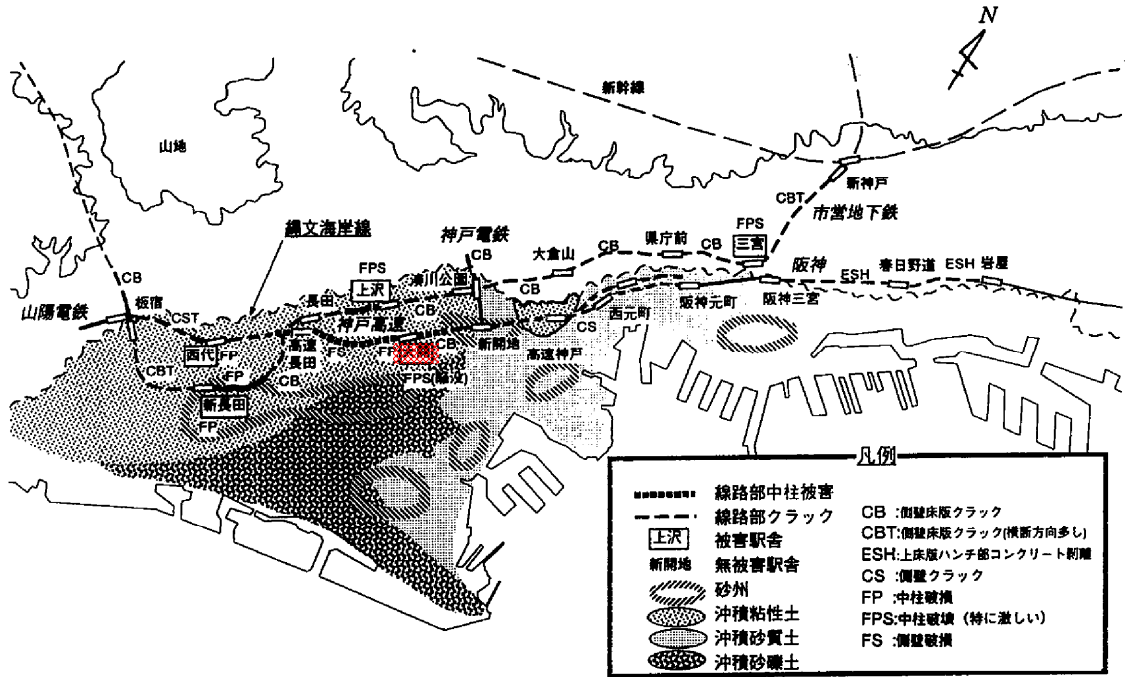 N
新幹線
山地
新神戸
CBT
市営地下鉄
縄文海岸線
神戸電鉄
大倉山
CB
県庁前
CB
FPS
三宮
阪神
春日野道
ESH
ESH 岩屋
CB
FPS
上沢
湊川公園
CB
CB
阪神元町
阪神三宮
山陽電鉄
板宿
CST
長田
CB
神戸高速
西元町
CS
西代
FP
高速
長田
FS
FP
CB
新開地
高速神戸
CBT
FP
CB
FPS(陥没)
新長田
FP
凡例
線路部中柱被害
線路部クラック
上沢
被害駅舎
新開地
無被害駅舎
砂州
沖積粘性土
沖積砂質土
沖積砂礫土
CB :側壁床版クラック
CBT:側壁床版クラック(横断方向多し)
ESH:上床版ハンチ部コンクリート剥離
CS :側壁クラック
FP :中柱破損
FPS:中柱破壊(特に激しい)
FS :側壁破損